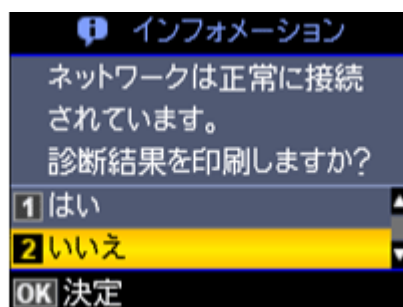 インフォメーション
ネットワークは正常に接続
されています。
診断結果を印刷しますか?
1 はい
2 いいえ
OK 決定